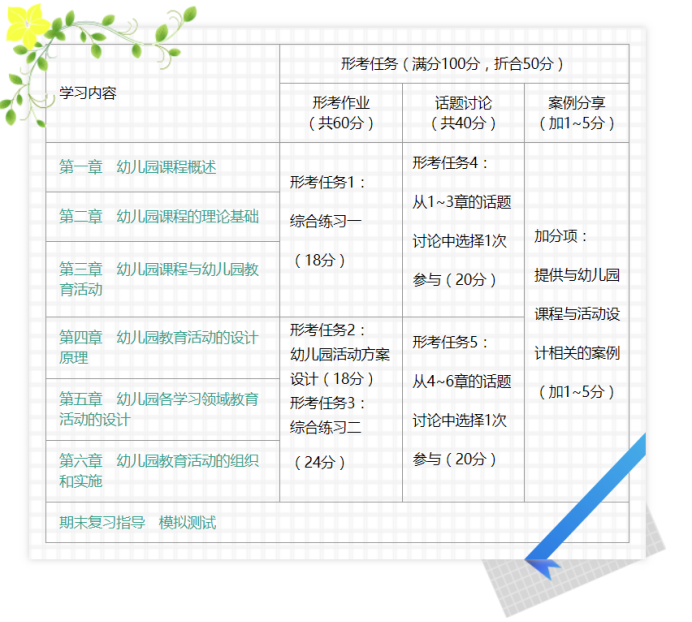 学习内容
形考任务（满分100分，折合50分）
形考作业
（共60分）
话题讨论
（共40分）
案例分享
（加1~5分）
第一章 幼儿园课程概述
第二章 幼儿园课程的理论基础
第三章 幼儿园课程与幼儿园教
育活动
形考任务1：
综合练习一
（18分）
形考任务4：
从1~3章的话题
讨论中选择1次
参与（20分）
加分项：
提供与幼儿园
课程与活动设
计相关的案例
（加1~5分）
第四章 幼儿园教育活动的设计
原理
第五章 幼儿园各学习领域教育
活动的设计
第六章 幼儿园教育活动的组织
和实施
形考任务2：
幼儿园活动方案
设计（18分）
形考任务3：
综合练习二
（24分）
形考任务5：
从4~6章的话题
讨论中选择1次
参与（20分）
期末复习指导 模拟测试